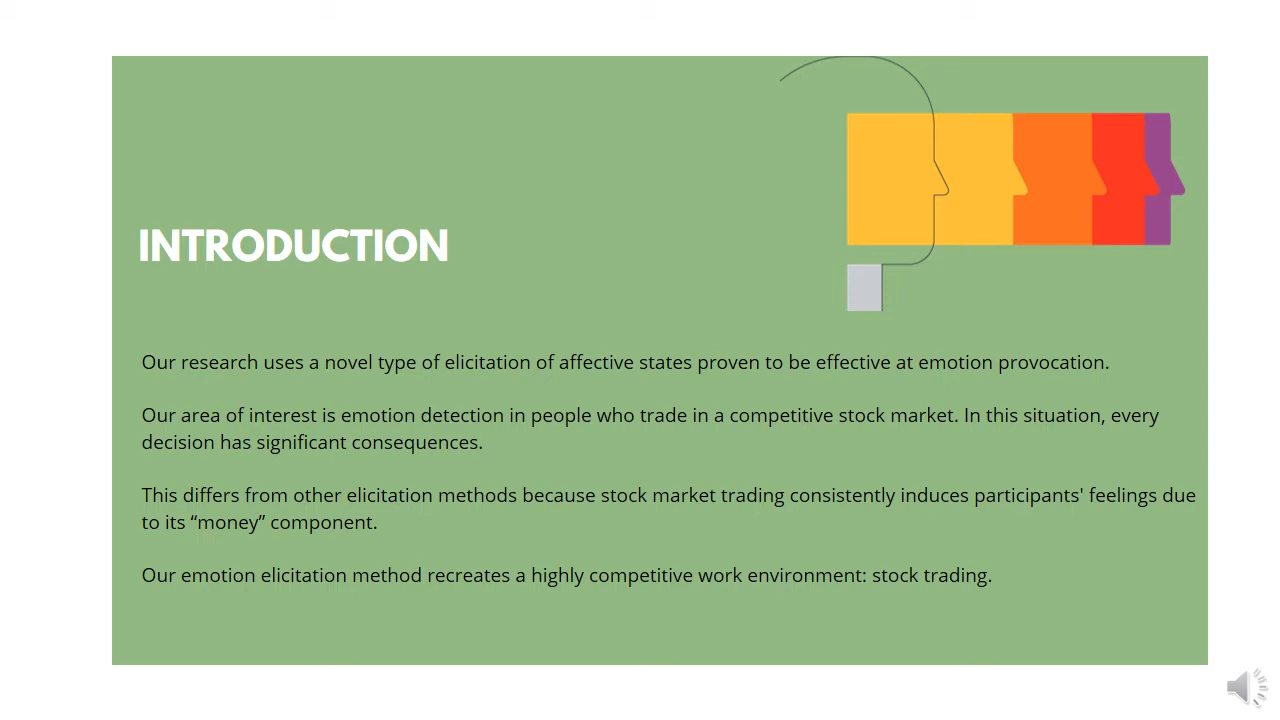 INTRODUCTION
Our research uses a novel type of elicitation of affective states proven to be effective at emotion provocation.
Our area of interest is emotion detection in people who trade in a competitive stock market. In this situation, every
decision has significant consequences.
This differs from other elicitation methods because stock market trading consistently induces participants' feelings due
to its “money” component.
Our emotion elicitation method recreates a highly competitive work environment: stock trading.